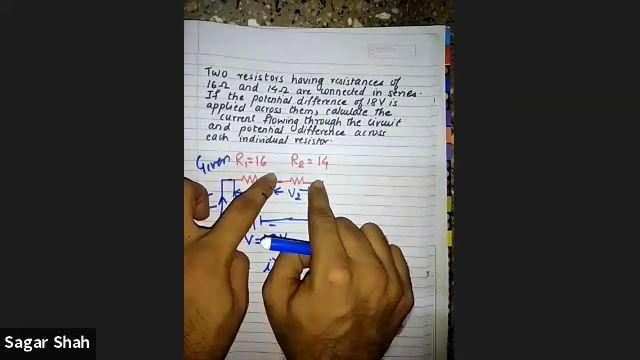 Two resistors having resistances of
16Ω and 14Ω are connected in series.
If the potential difference of 18V is
applied across them, calculate the
current flowing through the circuit
and potential difference across
each individual resistor.
Given R1=16 R2=14
V2
V=
i
Sagar Shah